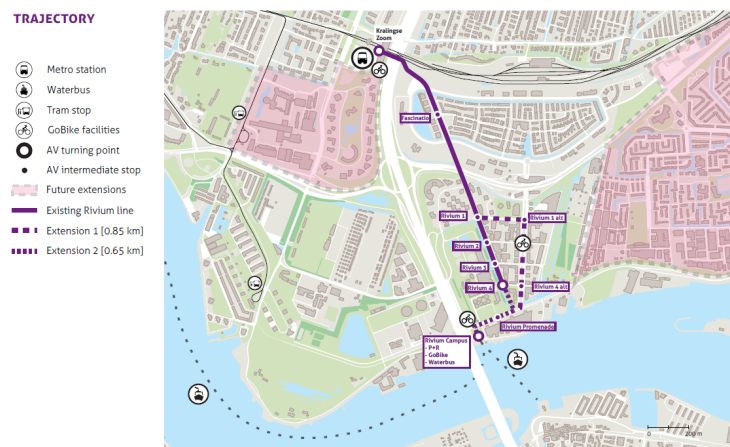 TRAJECTORY
Metro station
Waterbus
Tram stop
GoBike facilities
AV turning point
AV intermediate stop
Future extensions
Existing Rivium line
Extension 1 [0.85 km]
Extension 2 [0.65 km]
Kralingse
Zoom
Fascinatio
Rivium 1
Rivium 1 alt
Rivium 2
Rivium 3
Rivium 4
Rivium 4 alt
Rivium Promenade
Rivium Campus
- P+R
- GoBike
- Waterbus
0
200 m